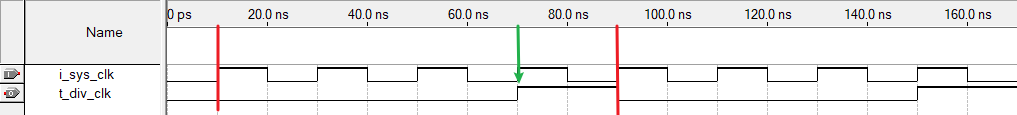 0 ps 20.0 ns 40.0 ns 60.0 ns 80.0 ns 100.0 ns 120.0 ns 140.0 ns 160.0 ns
Name
i_sys_clk
t_div_clk